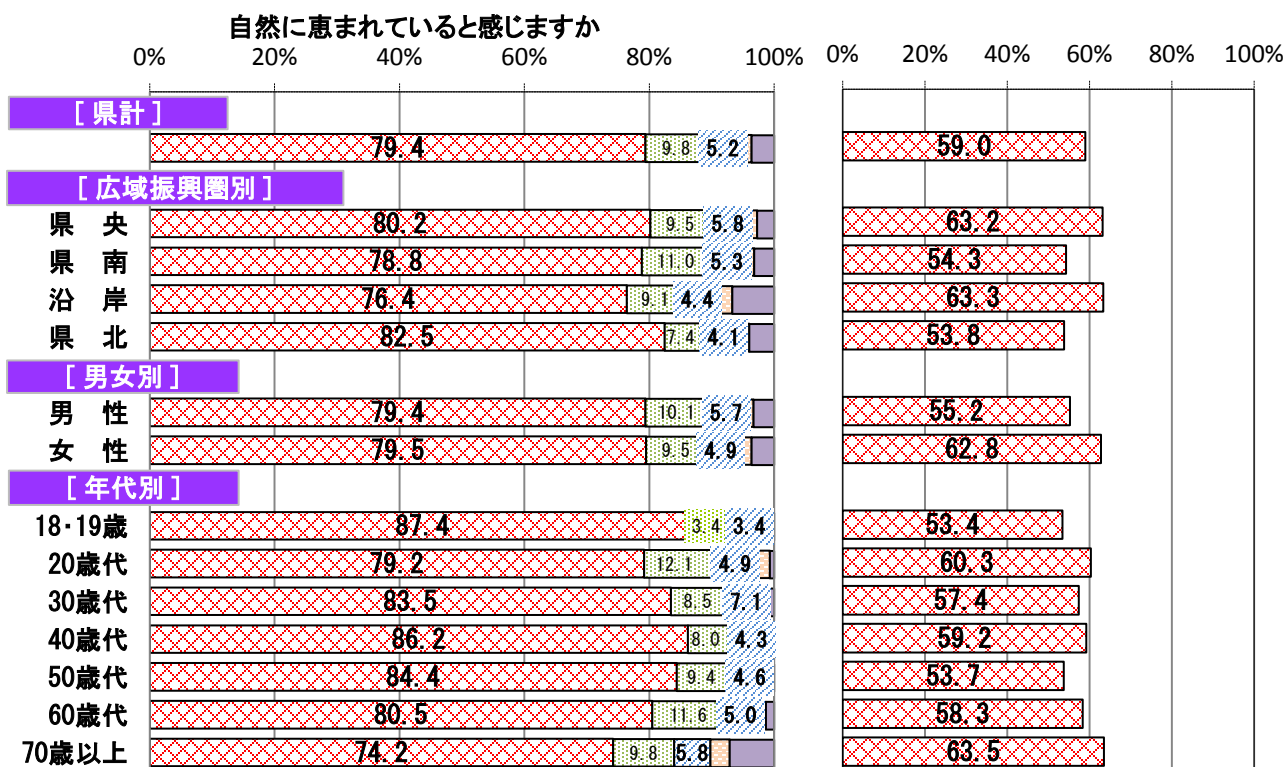 自然に恵まれていると感じますか
0% 20% 40% 60% 80% 100% 0% 20% 40% 60% 80% 100%
[ 県計 ]
79.4 9.8 5.2 59.0
[ 広域振興圏別 ]
県 央 80.2 9.5 5.8 63.2
県 南 78.8 11.0 5.3 54.3
沿 岸 76.4 9.1 4.4 63.3
県 北 82.5 7.4 4.1 53.8
[ 男女別 ]
男 性 79.4 10.1 5.7 55.2
女 性 79.5 9.5 4.9 62.8
[ 年代別 ]
18・19歳 87.4 3.4 3.4 53.4
20歳代 79.2 12.1 4.9 60.3
30歳代 83.5 8.5 7.1 57.4
40歳代 86.2 8.0 4.3 59.2
50歳代 84.4 9.4 4.6 53.7
60歳代 80.5 11.6 5.0 58.3
70歳以上 74.2 9.8 5.8 63.5